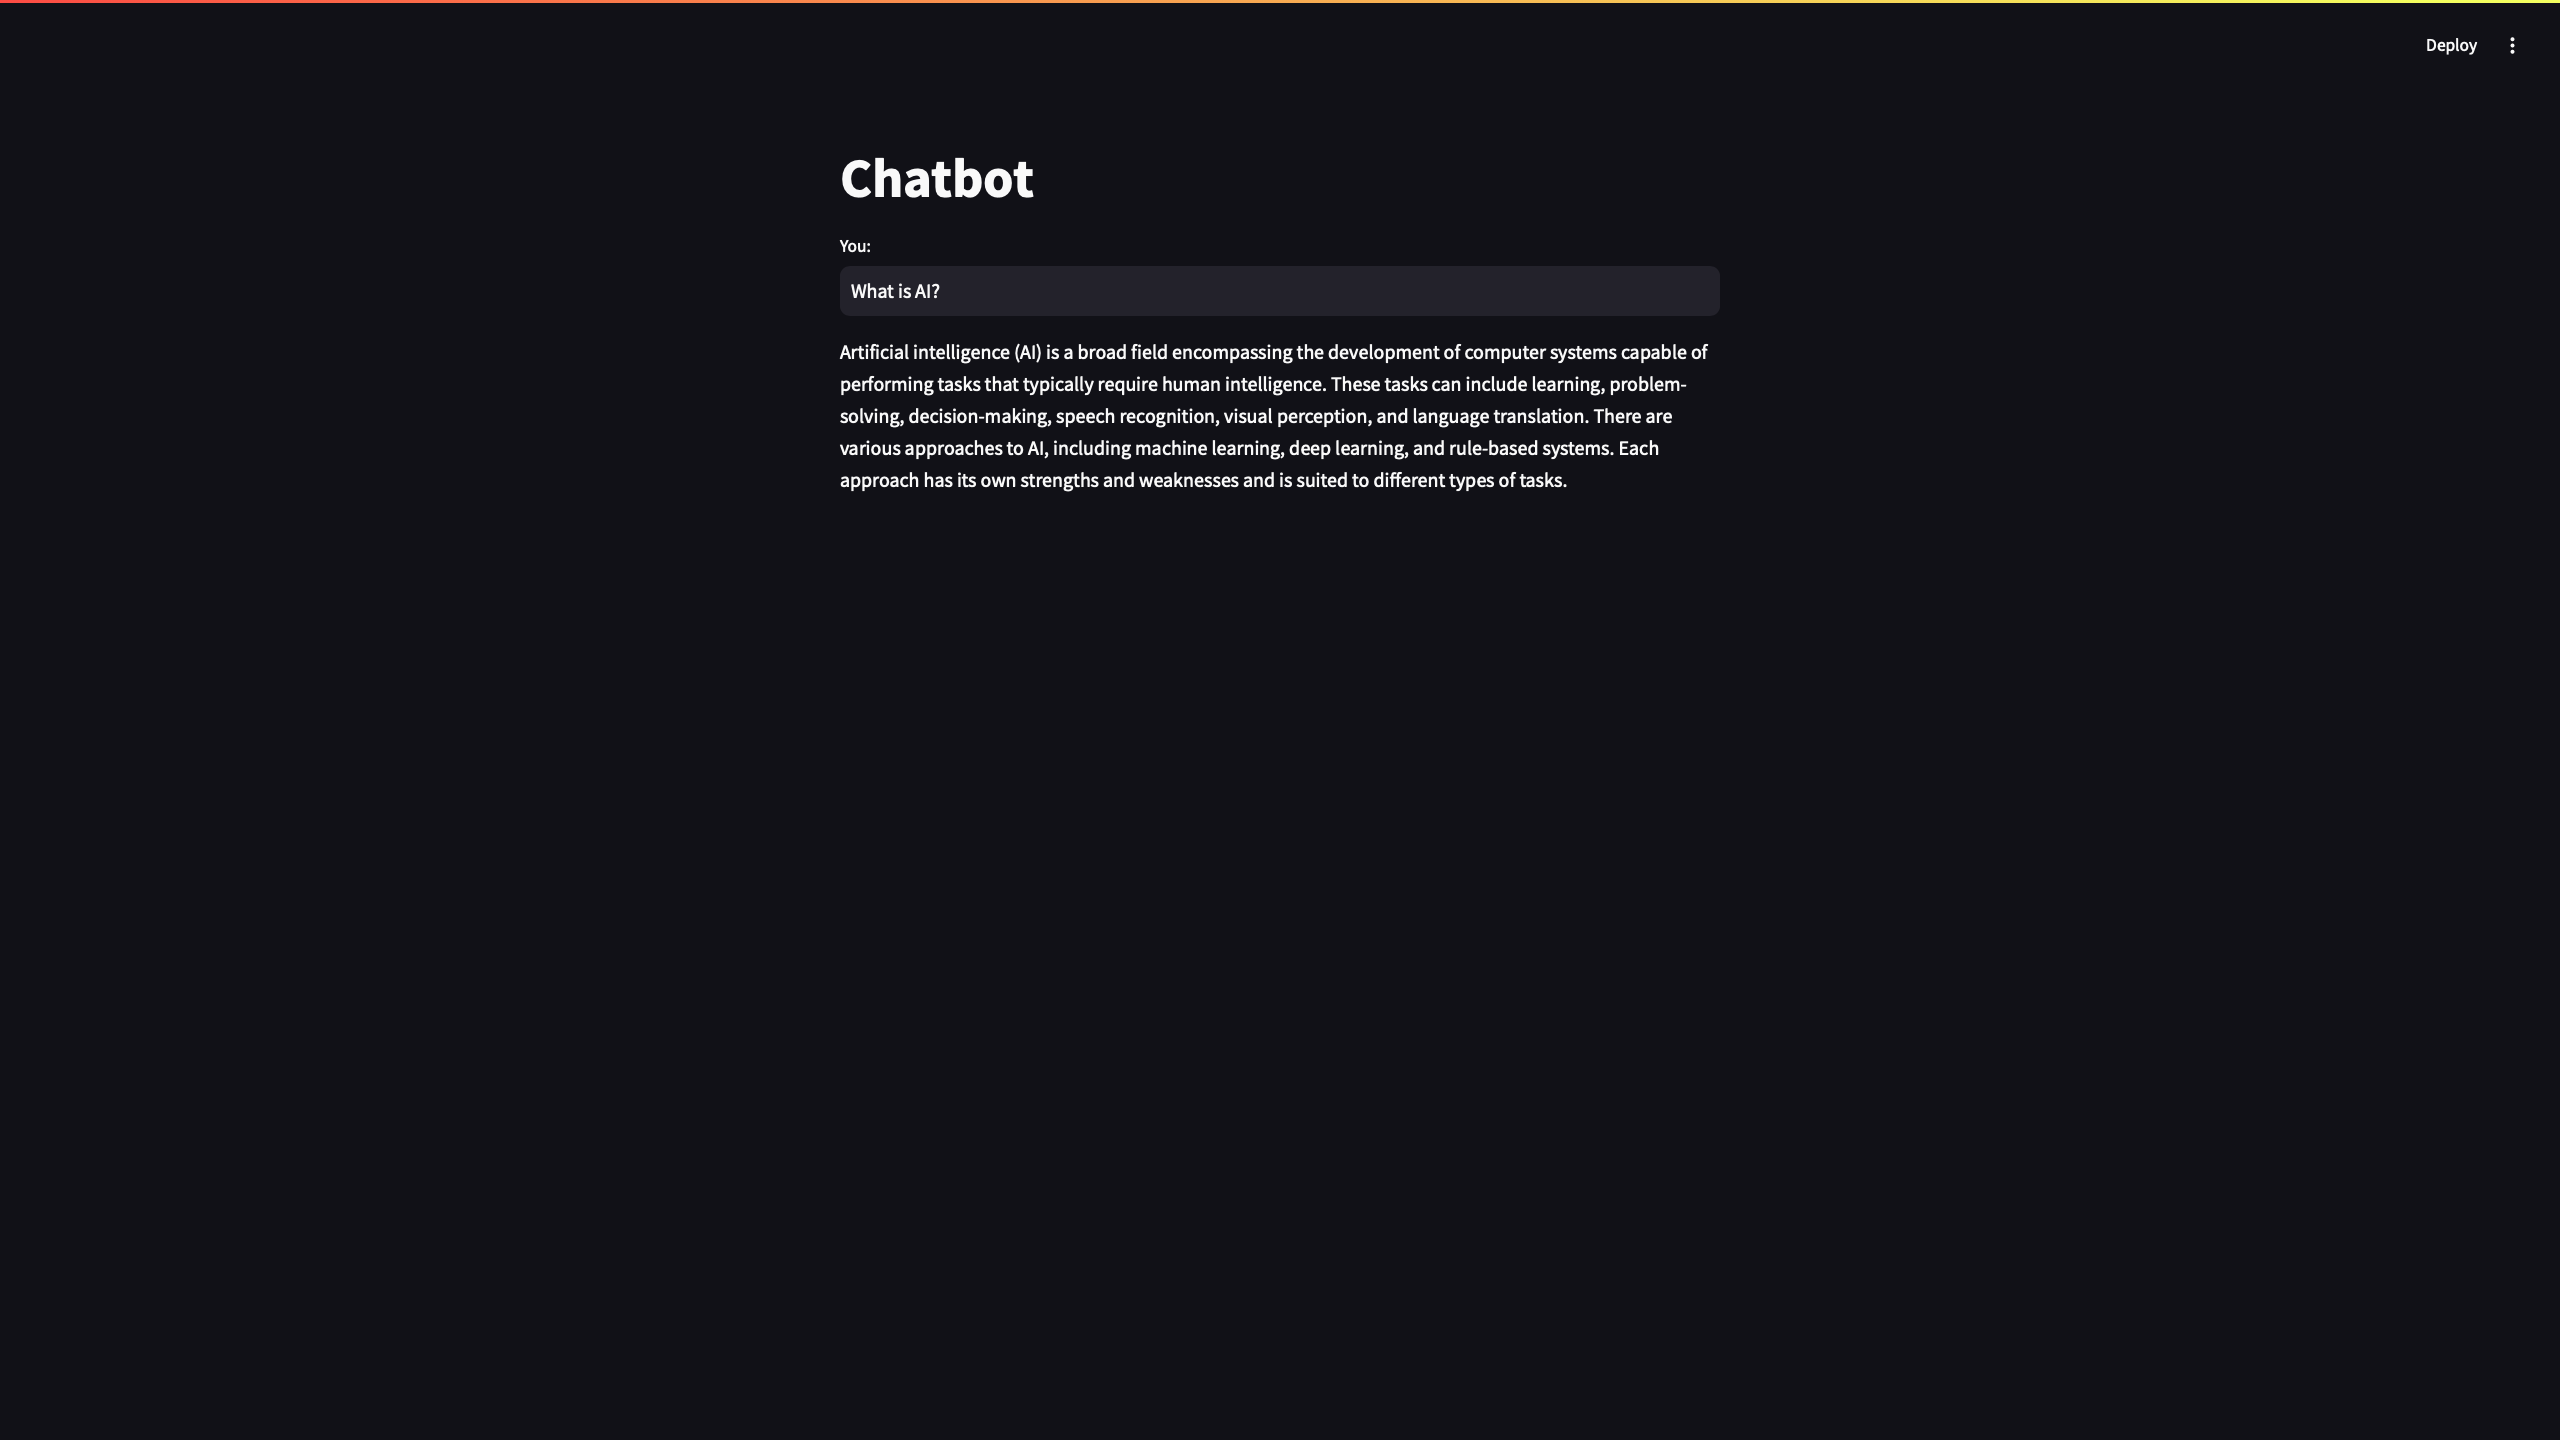 Deploy
Chatbot
You:
What is AI?
Artificial intelligence (AI) is a broad field encompassing the development of computer systems capable of
performing tasks that typically require human intelligence. These tasks can include learning, problem-
solving, decision-making, speech recognition, visual perception, and language translation. There are
various approaches to AI, including machine learning, deep learning, and rule-based systems. Each
approach has its own strengths and weaknesses and is suited to different types of tasks.